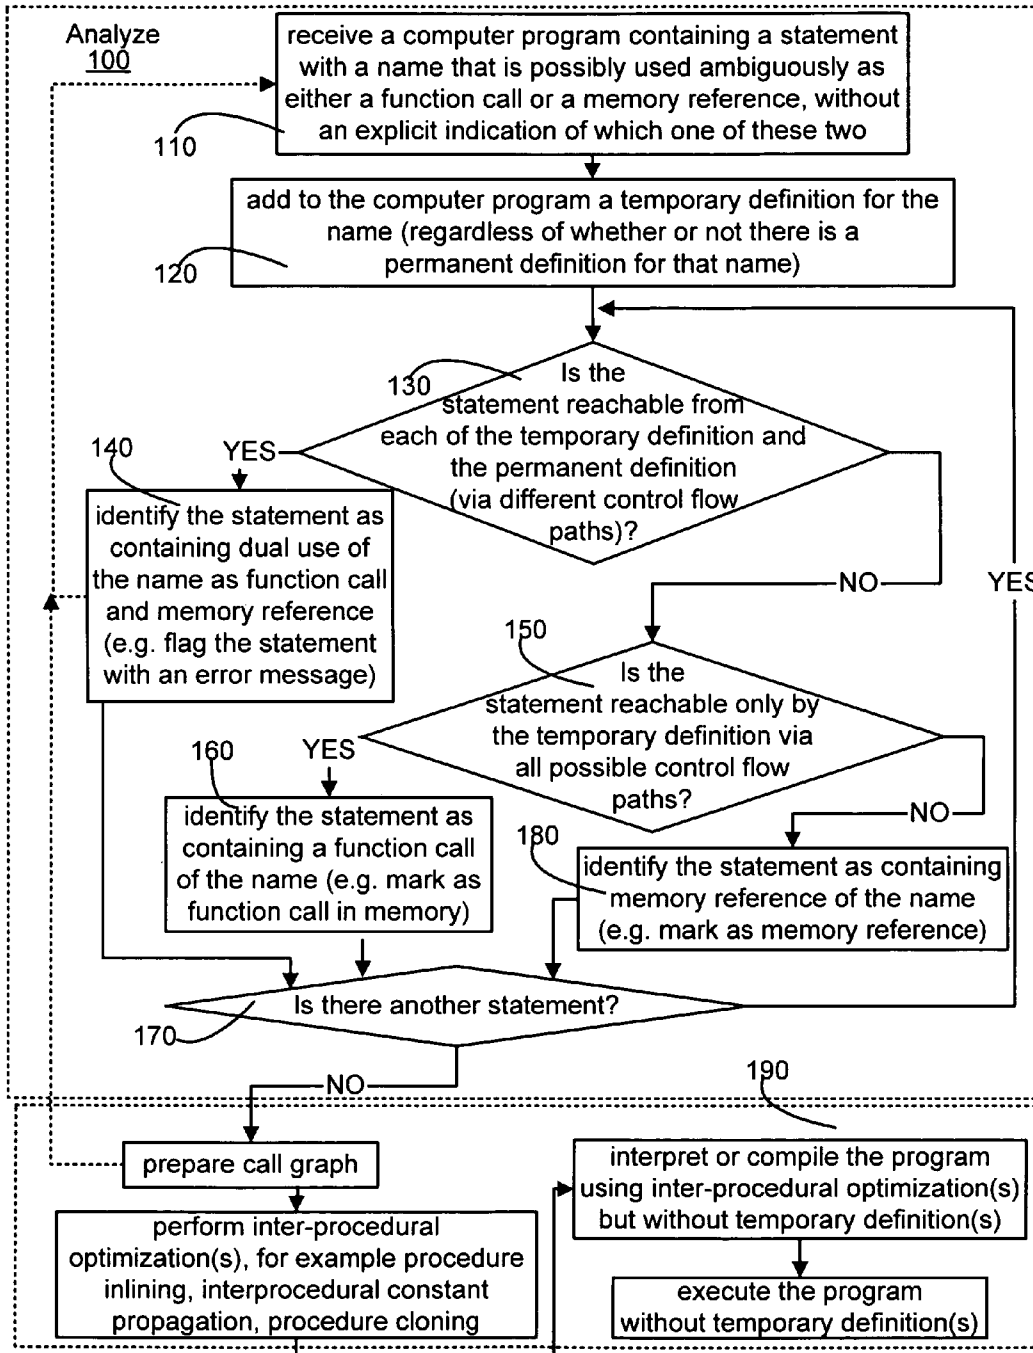 Analyze
100
receive a computer program containing a statement
with a name that is possibly used ambiguously as
either a function call or a memory reference, without
an explicit indication of which one of these two
110
add to the computer program a temporary definition for the
name (regardless of whether or not there is a
permanent definition for that name)
120
130
Is the
statement reachable from
each of the temporary definition and
the permanent definition
(via different control flow
paths)?
YES
NO
YES
140
identify the statement as
containing dual use of
the name as function call
and memory reference
(e.g. flag the statement
with an error message)
150
Is the
statement reachable only by
the temporary definition via
all possible control flow
paths?
YES
NO
160
identify the statement as
containing a function call
of the name (e.g. mark as
function call in memory)
180
identify the statement as containing
memory reference of the name
(e.g. mark as memory reference)
Is there another statement?
170
NO
190
prepare call graph
perform inter-procedural
optimization(s), for example procedure
inlining, interprocedural constant
propagation, procedure cloning
interpret or compile the program
using inter-procedural optimization(s)
but without temporary definition(s)
execute the program
without temporary definition(s)